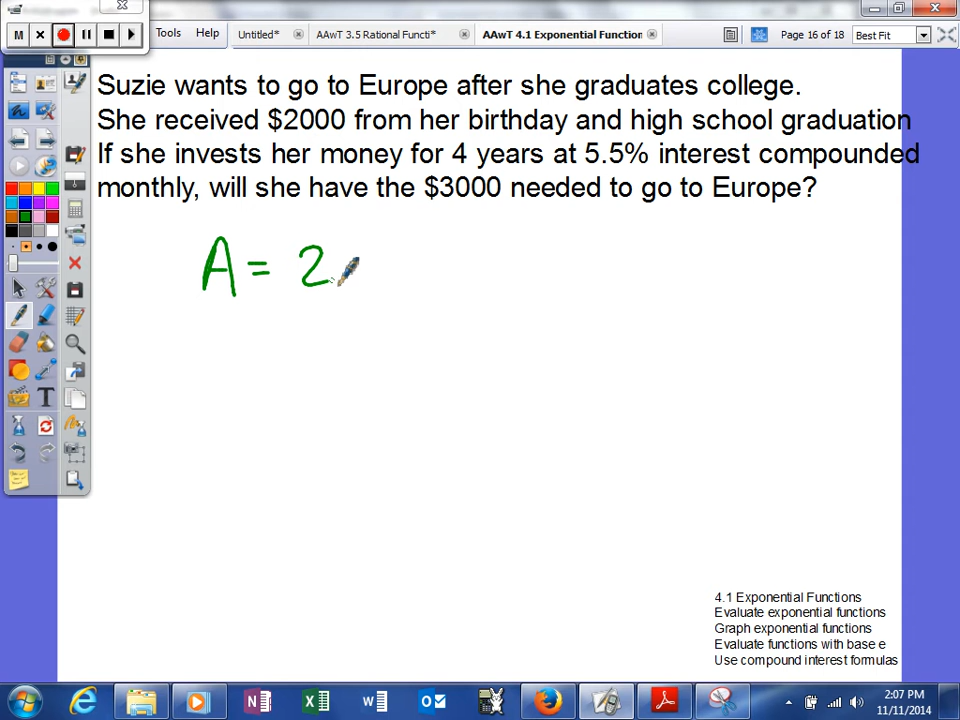 M
Tools Help Untitled* AAwT 3.5 Rational Functi* AAwT 4.1 Exponential Function Page 16 of 18 Best Fit
Suzie wants to go to Europe after she graduates college.
She received $2000 from her birthday and high school graduation
If she invests her money for 4 years at 5.5% interest compounded
monthly, will she have the $3000 needed to go to Europe?
A = 2
4.1 Exponential Functions
Evaluate exponential functions
Graph exponential functions
Evaluate functions with base e
Use compound interest formulas
2:07 PM
11/11/2014